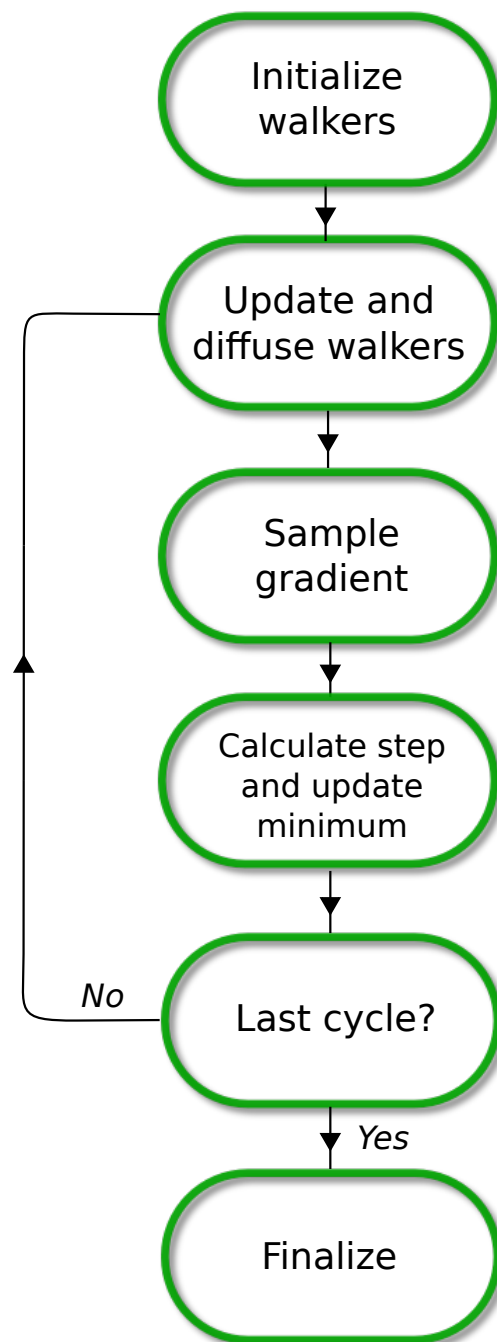 Initialize
walkers
Update and
diffuse walkers
Sample
gradient
Calculate step
and update
minimum
No
Last cycle?
Yes
Finalize